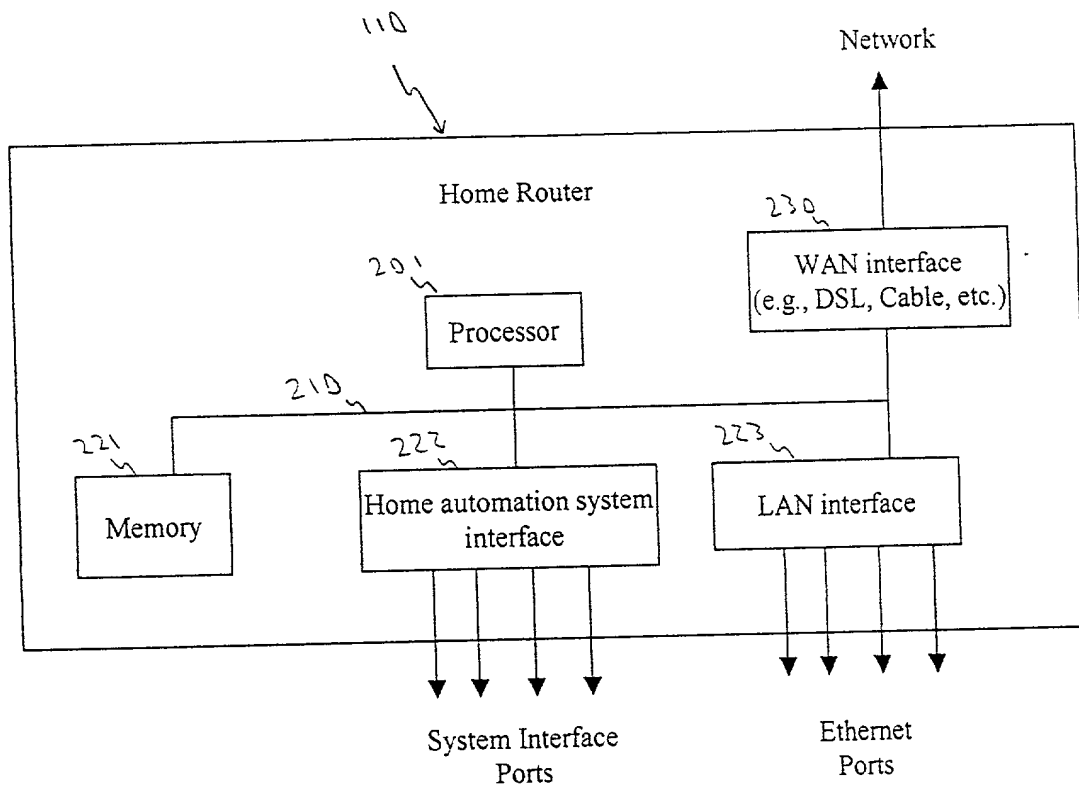 110
Network
Home Router
230
WAN interface
(e.g., DSL, Cable, etc.)
201
Processor
210
221
Memory
222
Home automation system
interface
223
LAN interface
System Interface
Ports
Ethernet
Ports